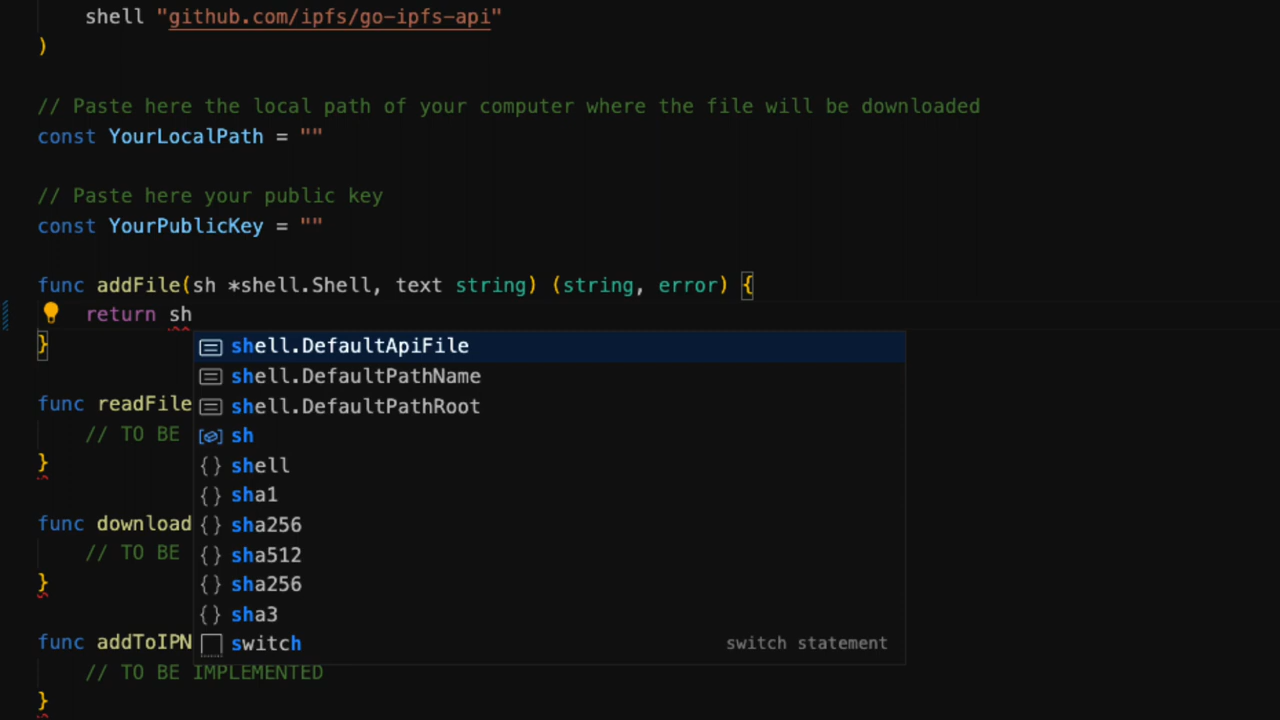 shell "github.com/ipfs/go-ipfs-api"
)
// Paste here the local path of your computer where the file will be downloaded
const YourLocalPath = ""
// Paste here your public key
const YourPublicKey = ""
func addFile(sh *shell.Shell, text string) (string, error) {
return sh
}
shell.DefaultApiFile
shell.DefaultPathName
shell.DefaultPathRoot
sh
shell
sha1
sha256
sha512
sha256
sha3
switch switch statement
func readFile
// TO BE
}
func download
// TO BE
}
func addToIPN
// TO BE IMPLEMENTED
}